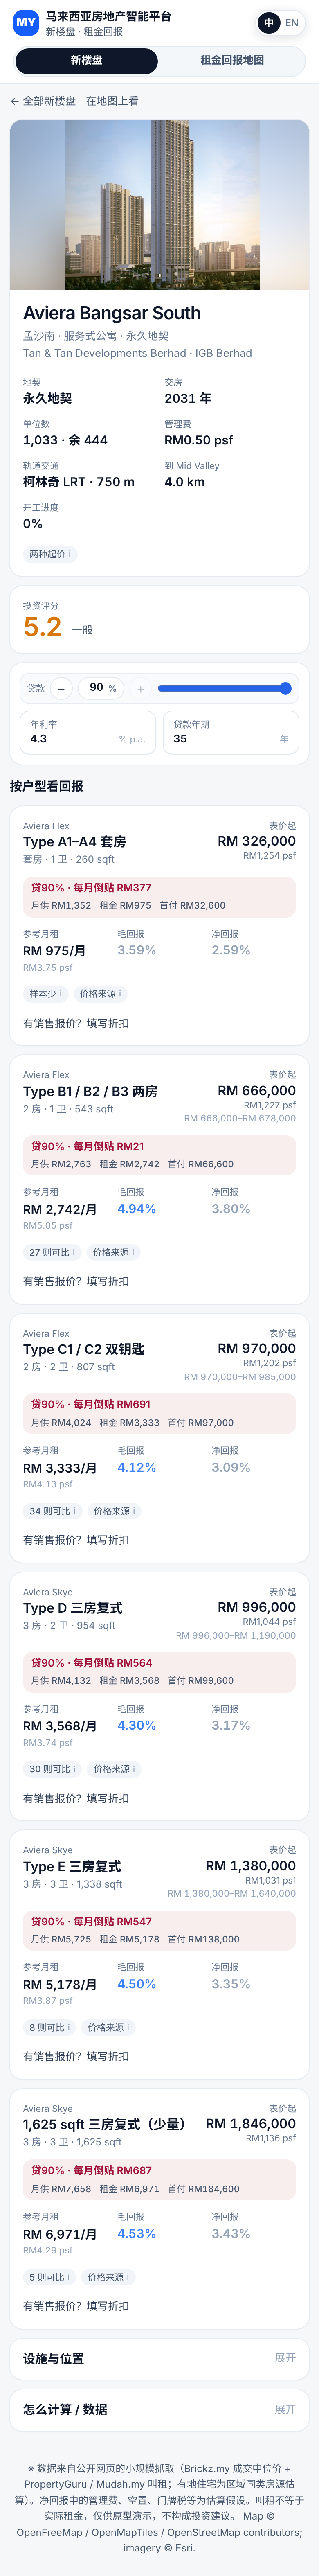 MY
马来西亚房地产智能平台
新楼盘 · 租金回报
中 EN
新楼盘 租金回报地图
← 全部新楼盘 在地图上看
Aviera Bangsar South
孟沙南 · 服务式公寓 · 永久地契
Tan & Tan Developments Berhad · IGB Berhad
地契 交房
永久地契 2031 年
单位数 管理费
1,033 · 余 444 RM0.50 psf
轨道交通 到 Mid Valley
柯林奇 LRT · 750 m 4.0 km
开工进度
0%
两种起价 i
投资评分
5.2 一般
贷款 − 90 % +
年利率 贷款年期
4.3 % p.a. 35 年
按户型看回报
Aviera Flex 表价起
Type A1–A4 套房 RM 326,000
套房 · 1 卫 · 260 sqft RM1,254 psf
贷90% · 每月倒贴 RM377
月供 RM1,352 租金 RM975 首付 RM32,600
参考月租 毛回报 净回报
RM 975/月 3.59% 2.59%
RM3.75 psf
样本少 i 价格来源 i
有销售报价？填写折扣
Aviera Flex 表价起
Type B1 / B2 / B3 两房 RM 666,000
2 房 · 1 卫 · 543 sqft RM1,227 psf
RM 666,000–RM 678,000
贷90% · 每月倒贴 RM21
月供 RM2,763 租金 RM2,742 首付 RM66,600
参考月租 毛回报 净回报
RM 2,742/月 4.94% 3.80%
RM5.05 psf
27 则可比 i 价格来源 i
有销售报价？填写折扣
Aviera Flex 表价起
Type C1 / C2 双钥匙 RM 970,000
2 房 · 2 卫 · 807 sqft RM1,202 psf
RM 970,000–RM 985,000
贷90% · 每月倒贴 RM691
月供 RM4,024 租金 RM3,333 首付 RM97,000
参考月租 毛回报 净回报
RM 3,333/月 4.12% 3.09%
RM4.13 psf
34 则可比 i 价格来源 i
有销售报价？填写折扣
Aviera Skye 表价起
Type D 三房复式 RM 996,000
3 房 · 2 卫 · 954 sqft RM1,044 psf
RM 996,000–RM 1,190,000
贷90% · 每月倒贴 RM564
月供 RM4,132 租金 RM3,568 首付 RM99,600
参考月租 毛回报 净回报
RM 3,568/月 4.30% 3.17%
RM3.74 psf
30 则可比 i 价格来源 i
有销售报价？填写折扣
Aviera Skye 表价起
Type E 三房复式 RM 1,380,000
3 房 · 3 卫 · 1,338 sqft RM1,031 psf
RM 1,380,000–RM 1,640,000
贷90% · 每月倒贴 RM547
月供 RM5,725 租金 RM5,178 首付 RM138,000
参考月租 毛回报 净回报
RM 5,178/月 4.50% 3.35%
RM3.87 psf
8 则可比 i 价格来源 i
有销售报价？填写折扣
Aviera Skye 表价起
1,625 sqft 三房复式（少量） RM 1,846,000
3 房 · 3 卫 · 1,625 sqft RM1,136 psf
贷90% · 每月倒贴 RM687
月供 RM7,658 租金 RM6,971 首付 RM184,600
参考月租 毛回报 净回报
RM 6,971/月 4.53% 3.43%
RM4.29 psf
5 则可比 i 价格来源 i
有销售报价？填写折扣
设施与位置 展开
怎么计算 / 数据 展开
※ 数据来自公开网页的小规模抓取（Brickz.my 成交中位价 +
PropertyGuru / Mudah.my 叫租；有地住宅为区域同类房源估
算）。净回报中的管理费、空置、门牌税等为估算假设。叫租不等于
实际租金，仅供原型演示，不构成投资建议。 Map ©
OpenFreeMap / OpenMapTiles / OpenStreetMap contributors;
imagery © Esri.